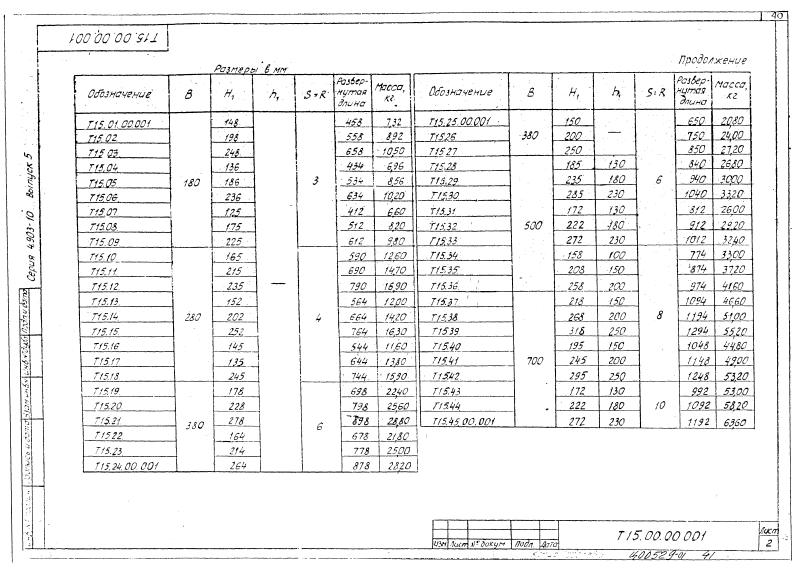 40
Т15.00.00.001
Размеры в мм
Продолжение
Обозначение В Н₁ h₁ S=R Развернутая длина Масса, кг
Т15.01.00.001 180 148 — 3 458 7,32
Т15.02 198 558 8,92
Т15.03 248 658 10,50
Т15.04 136 434 6,96
Т15.05 186 534 8,56
Т15.06 236 634 10,20
Т15.07 125 412 6,60
Т15.08 175 512 8,20
Т15.09 225 612 9,80
Т15.10 280 165 4 590 12,60
Т15.11 215 690 14,70
Т15.12 235 790 16,90
Т15.13 152 564 12,00
Т15.14 202 664 14,20
Т15.15 252 764 16,30
Т15.16 145 544 11,60
Т15.17 135 644 13,80
Т15.18 245 744 15,90
Т15.19 380 178 6 698 22,40
Т15.20 228 798 25,60
Т15.21 278 898 28,80
Т15.22 164 678 21,80
Т15.23 214 778 25,00
Т15.24.00.001 264 878 28,20
Обозначение В Н₁ h₁ S=R Развернутая длина Масса, кг
Т15.25.00.001 380 150 — 6 650 20,80
Т15.26 200 750 24,00
Т15.27 250 850 27,20
Т15.28 500 185 130 840 26,80
Т15.29 235 180 940 30,00
Т15.30 285 230 1040 33,20
Т15.31 172 130 812 26,00
Т15.32 222 180 912 29,20
Т15.33 272 230 1012 32,40
Т15.34 158 100 8 774 33,00
Т15.35 208 150 874 37,20
Т15.36 258 200 974 41,60
Т15.37 700 218 150 1094 46,60
Т15.38 268 200 1194 51,00
Т15.39 318 250 1294 55,20
Т15.40 195 150 1048 44,80
Т15.41 245 200 1148 49,00
Т15.42 295 250 1248 53,20
Т15.43 172 130 10 992 53,00
Т15.44 222 180 1092 58,20
Т15.45.00.001 272 230 1192 63,60
Серия 4.903-10 Выпуск 5
Изм Лист № докум Подп. Дата
Т15.00.00.001
Лист
2
400529-01 41